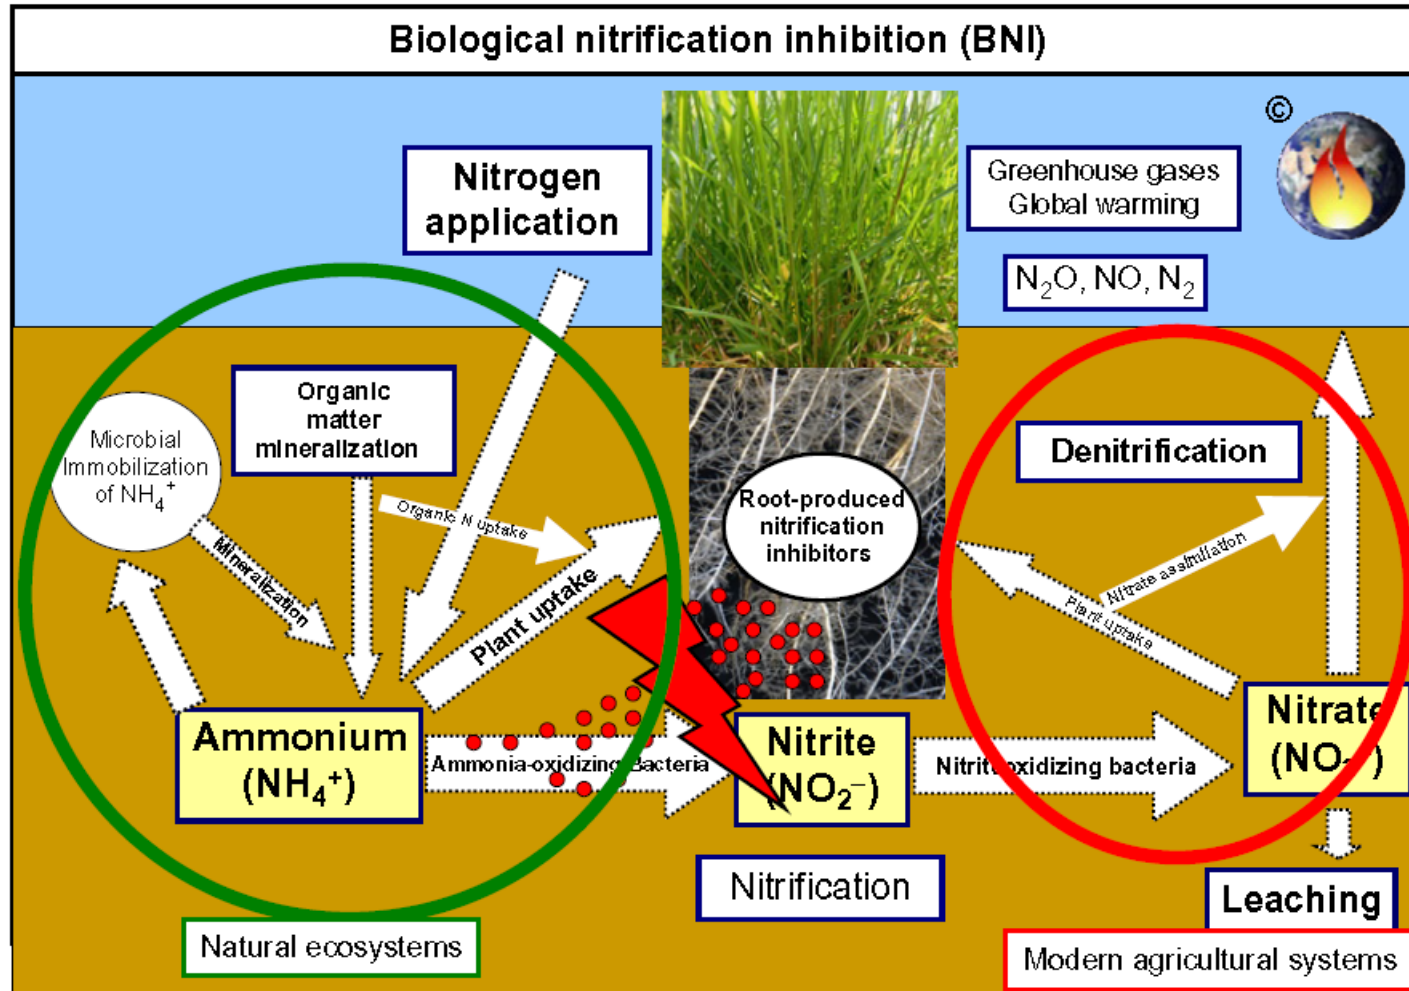 Biological nitrification inhibition (BNI)
©
Nitrogen
application
Greenhouse gases
Global warming
N₂O, NO, N₂
Organic
matter
mineralization
Microbial
Immobilization
of NH₄⁺
Organic N uptake
Mineralization
Plant uptake
Root-produced
nitrification
inhibitors
Denitrification
Nitrate assimilation
Plant uptake
Ammonium
(NH₄⁺)
Ammonia-oxidizing Bacteria
Nitrite
(NO₂⁻)
Nitrite oxidizing bacteria
Nitrate
(NO
Nitrification
Leaching
Natural ecosystems
Modern agricultural systems